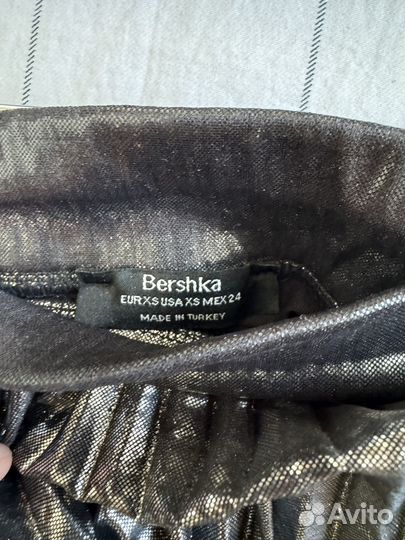 Bershka
EUR XS USA XS MEX 24
MADE IN TURKEY
Avito